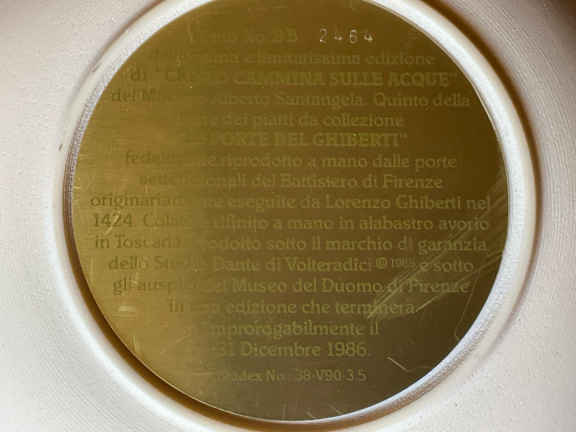 No. BB 2464
e limitatissima edizione
di "CRISTO CAMMINA SULLE ACQUE"
del Maestro Alberto Santangela. Quinto della
serie dei piatti da collezione
PORTE DEL GHIBERTI"
fedelmente riprodotto a mano dalle porte
settentrionali del Battistero di Firenze
originariamente eseguite da Lorenzo Ghiberti nel
1424. Colato e rifinito a mano in alabastro avorio
in Toscana. Prodotto sotto il marchio di garanzia
dello Studio Dante di Volteradici © e sotto
gli auspici del Museo del Duomo di Firenze
in una edizione che terminerà
improrogabilmente il
31 Dicembre 1986.
Bradex No. 38-V90-3.5